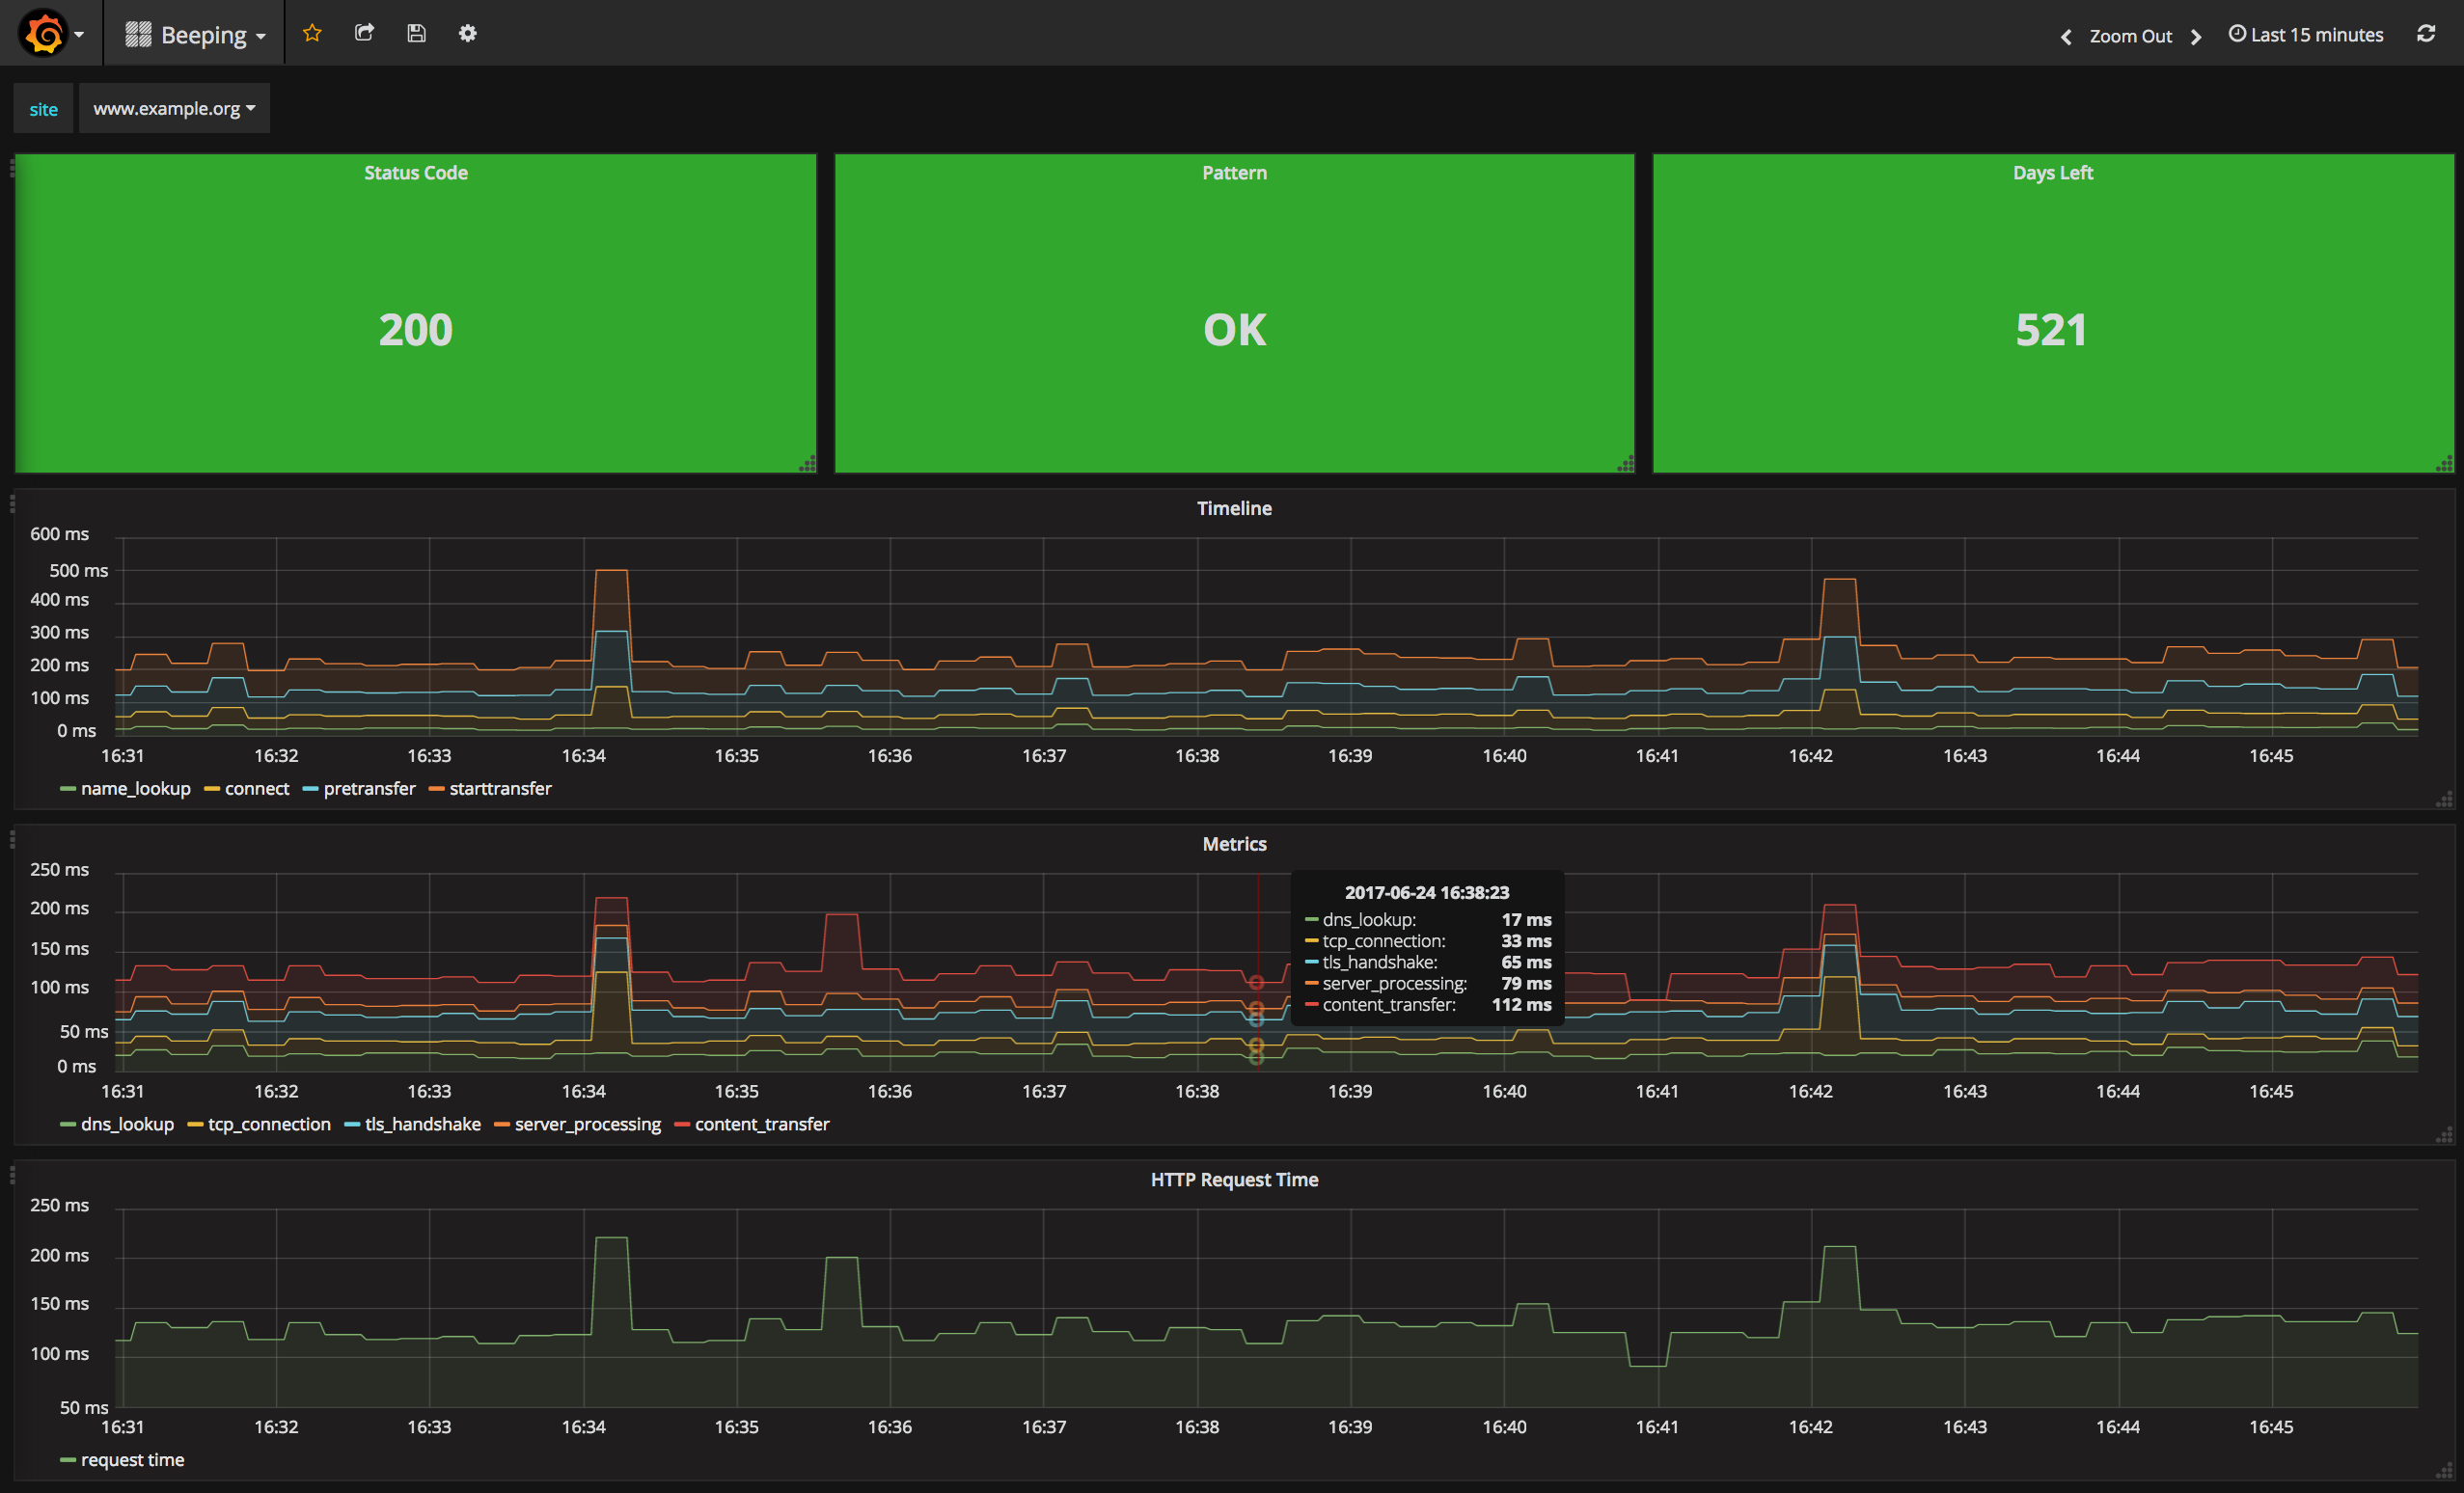 Beeping
Zoom Out
Last 15 minutes
site
www.example.org
Status Code
200
Pattern
OK
Days Left
521
Timeline
600 ms
500 ms
400 ms
300 ms
200 ms
100 ms
0 ms
16:31 16:32 16:33 16:34 16:35 16:36 16:37 16:38 16:39 16:40 16:41 16:42 16:43 16:44 16:45
name_lookup connect pretransfer starttransfer
Metrics
250 ms
200 ms
150 ms
100 ms
50 ms
0 ms
2017-06-24 16:38:23
dns_lookup: 17 ms
tcp_connection: 33 ms
tls_handshake: 65 ms
server_processing: 79 ms
content_transfer: 112 ms
16:31 16:32 16:33 16:34 16:35 16:36 16:37 16:38 16:39 16:40 16:41 16:42 16:43 16:44 16:45
dns_lookup tcp_connection tls_handshake server_processing content_transfer
HTTP Request Time
250 ms
200 ms
150 ms
100 ms
50 ms
16:31 16:32 16:33 16:34 16:35 16:36 16:37 16:38 16:39 16:40 16:41 16:42 16:43 16:44 16:45
request time